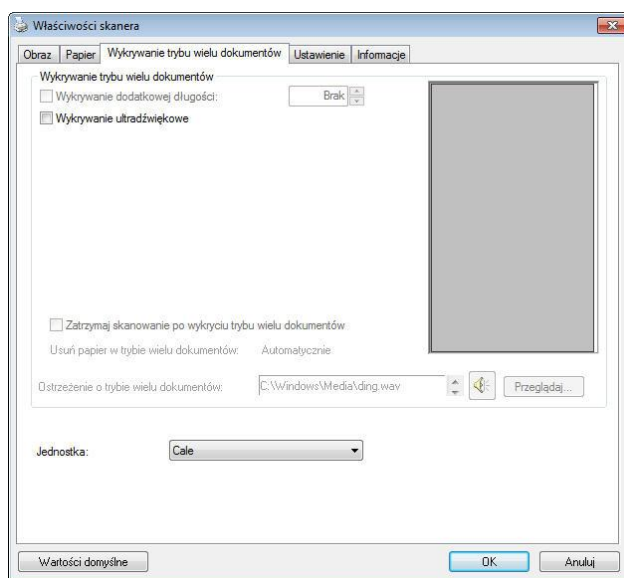 Właściwości skanera
Obraz Papier Wykrywanie trybu wielu dokumentów Ustawienie Informacje
Wykrywanie trybu wielu dokumentów
Wykrywanie dodatkowej długości: Brak
Wykrywanie ultradźwiękowe
Zatrzymaj skanowanie po wykryciu trybu wielu dokumentów
Usuń papier w trybie wielu dokumentów: Automatycznie
Ostrzeżenie o trybie wielu dokumentów: C:\Windows\Media\ding.wav Przeglądaj...
Jednostka: Cale
Wartości domyślne OK Anuluj